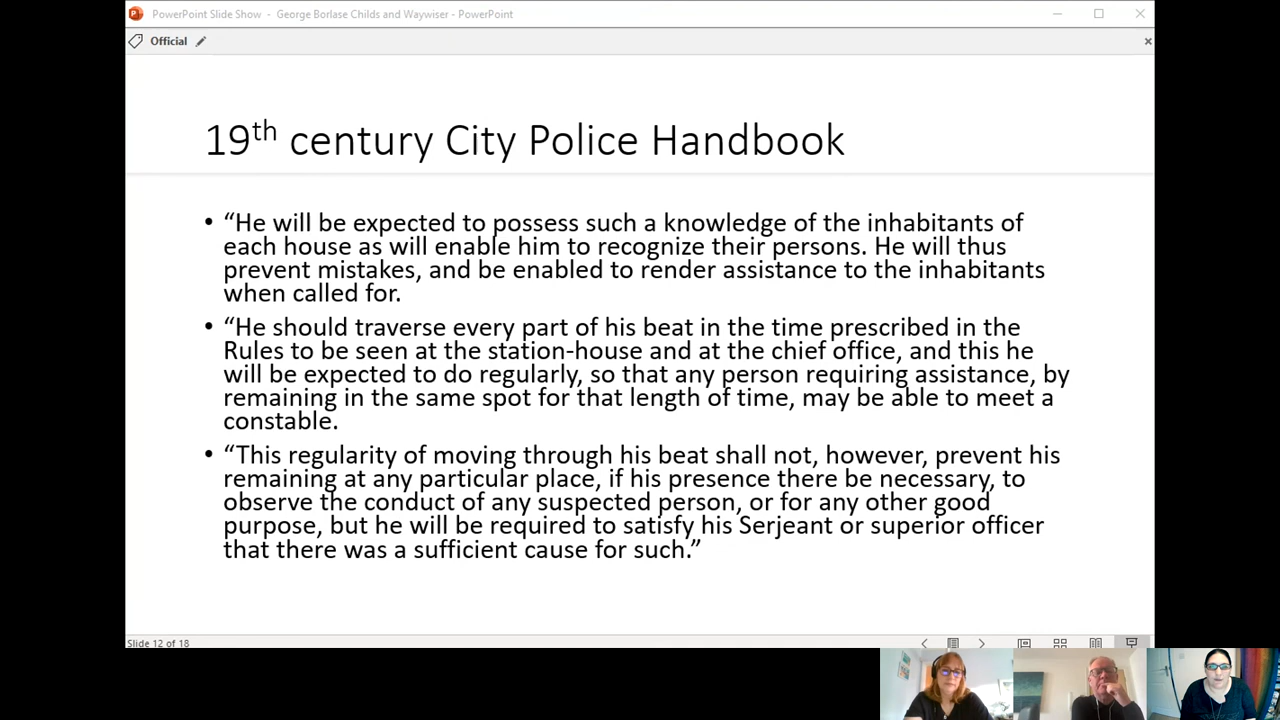 PowerPoint Slide Show - George Borlase Childs and Waywiser - PowerPoint
Official
19th century City Police Handbook
• “He will be expected to possess such a knowledge of the inhabitants of
each house as will enable him to recognize their persons. He will thus
prevent mistakes, and be enabled to render assistance to the inhabitants
when called for.
• “He should traverse every part of his beat in the time prescribed in the
Rules to be seen at the station-house and at the chief office, and this he
will be expected to do regularly, so that any person requiring assistance, by
remaining in the same spot for that length of time, may be able to meet a
constable.
• “This regularity of moving through his beat shall not, however, prevent his
remaining at any particular place, if his presence there be necessary, to
observe the conduct of any suspected person, or for any other good
purpose, but he will be required to satisfy his Serjeant or superior officer
that there was a sufficient cause for such.”
Slide 12 of 18